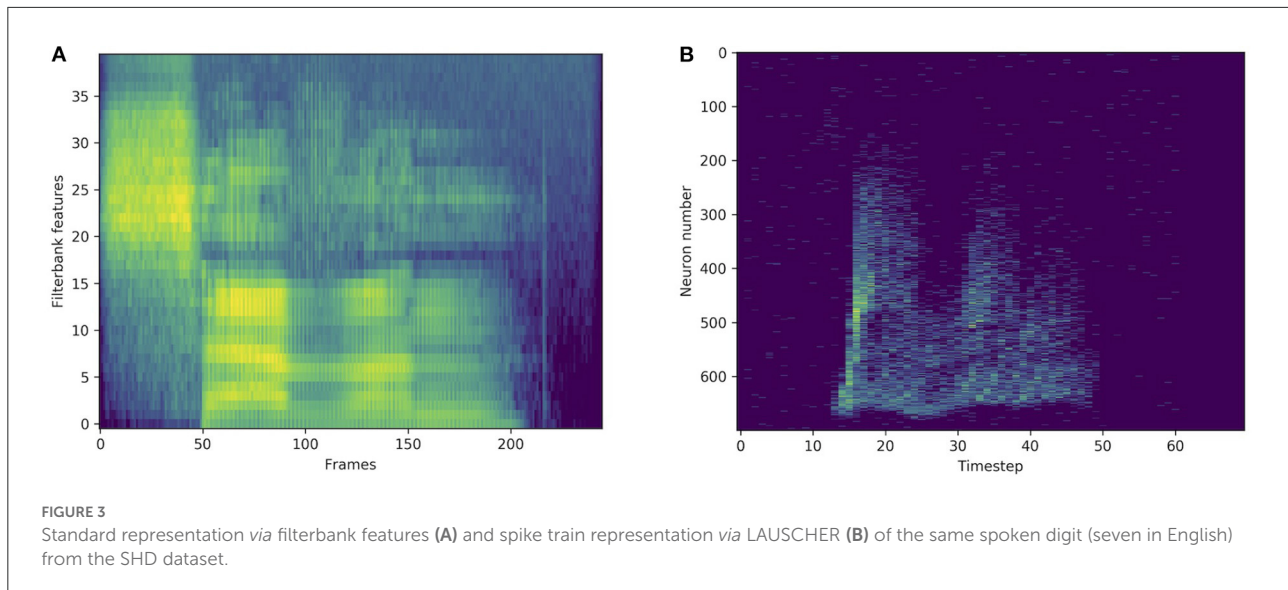 A
35
30
25
20
15
10
5
0
Filterbank features
0 50 100 150 200
Frames
B
0
100
200
300
400
500
600
Neuron number
0 10 20 30 40 50 60
Timestep
FIGURE 3
Standard representation via filterbank features (A) and spike train representation via LAUSCHER (B) of the same spoken digit (seven in English)
from the SHD dataset.